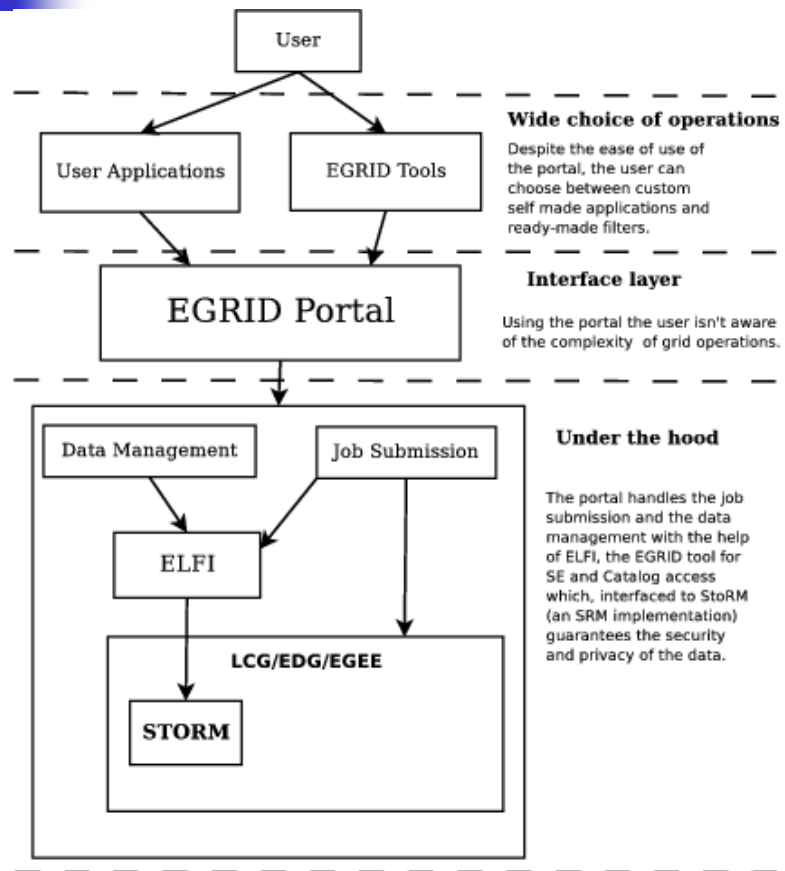 User
Wide choice of operations
Despite the ease of use of
the portal, the user can
choose between custom
self made applications and
ready-made filters.
User Applications
EGRID Tools
Interface layer
EGRID Portal
Using the portal the user isn't aware
of the complexity of grid operations.
Under the hood
Data Management
Job Submission
The portal handles the job
submission and the data
management with the help
of ELFI, the EGRID tool for
SE and Catalog access
which, interfaced to StoRM
(an SRM implementation)
guarantees the security
and privacy of the data.
ELFI
LCG/EDG/EGEE
STORM